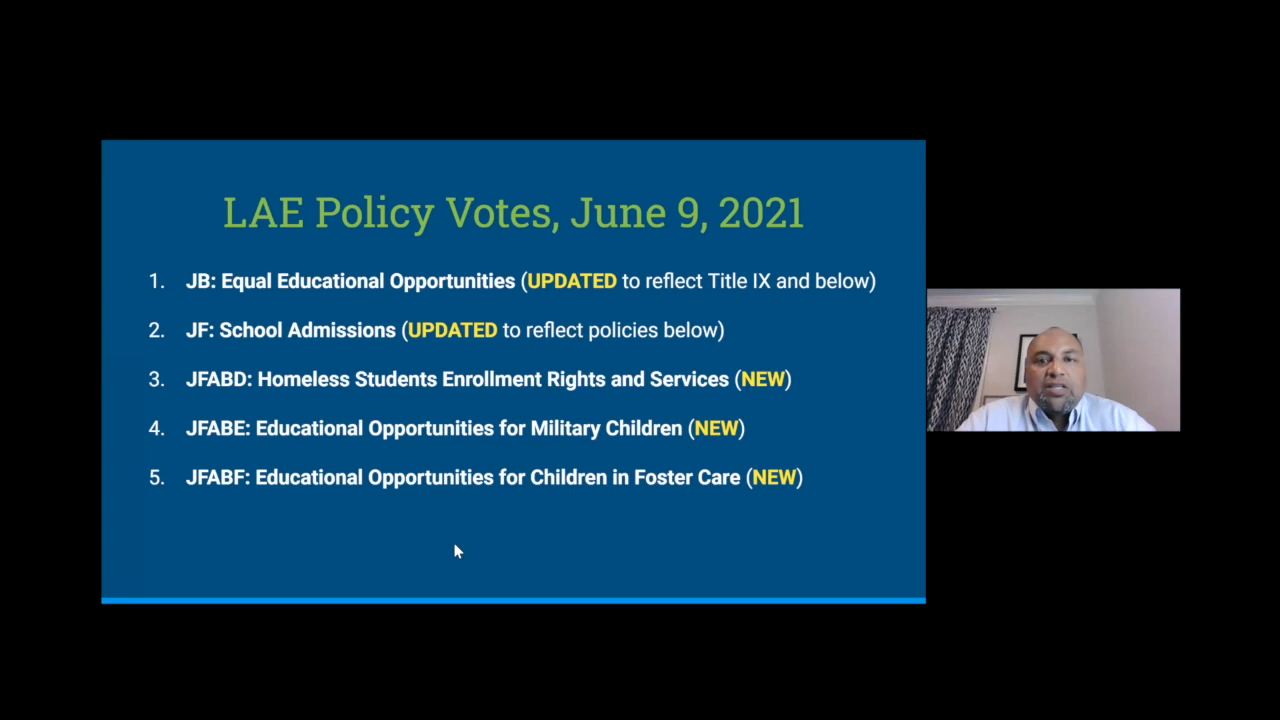 LAE Policy Votes, June 9, 2021
1. JB: Equal Educational Opportunities (UPDATED to reflect Title IX and below)
2. JF: School Admissions (UPDATED to reflect policies below)
3. JFABD: Homeless Students Enrollment Rights and Services (NEW)
4. JFABE: Educational Opportunities for Military Children (NEW)
5. JFABF: Educational Opportunities for Children in Foster Care (NEW)